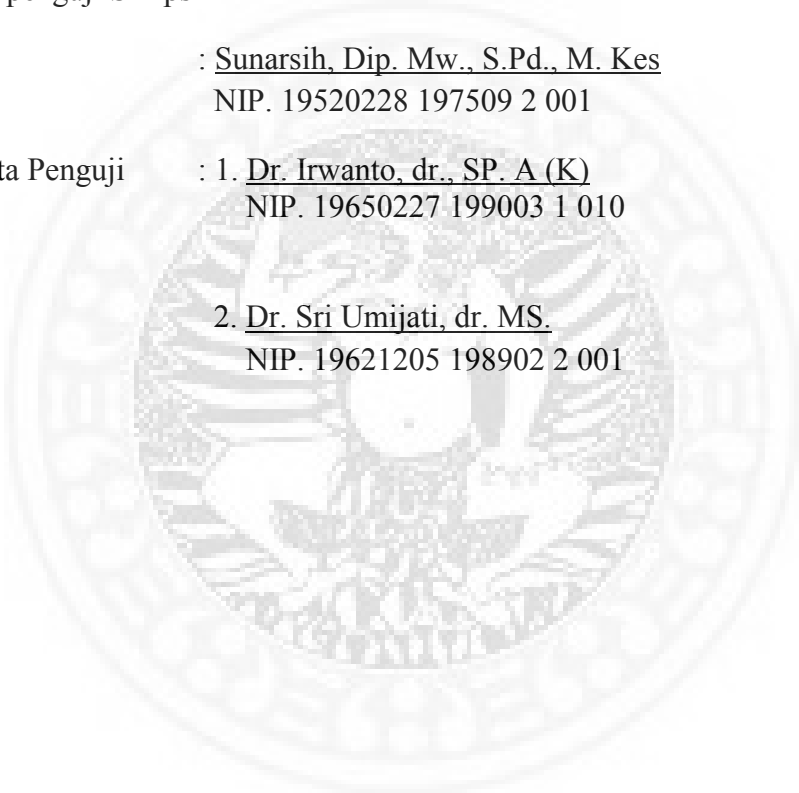 : Sunarsih, Dip. Mw., S.Pd., M. Kes
NIP. 19520228 197509 2 001
Penguji : 1. Dr. Irwanto, dr., SP. A (K)
NIP. 19650227 199003 1 010
2. Dr. Sri Umijati, dr. MS.
NIP. 19621205 198902 2 001